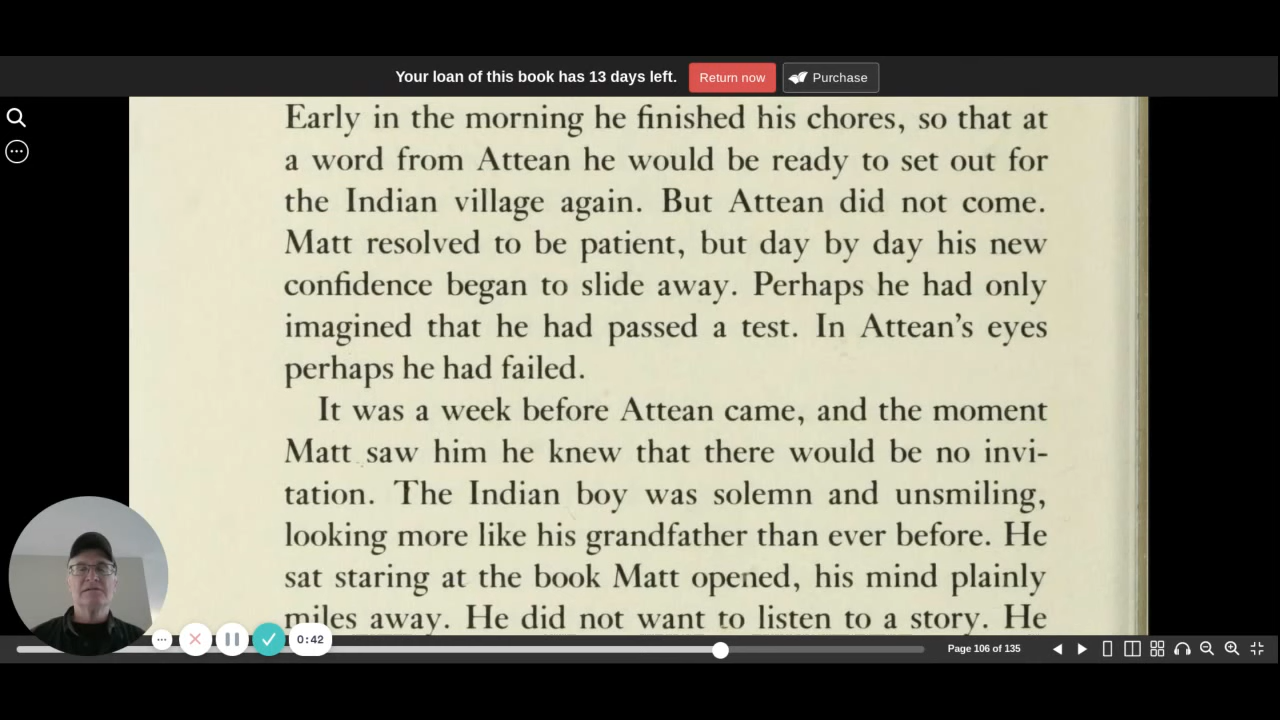 Your loan of this book has 13 days left. Return now Purchase
Early in the morning he finished his chores, so that at
a word from Attean he would be ready to set out for
the Indian village again. But Attean did not come.
Matt resolved to be patient, but day by day his new
confidence began to slide away. Perhaps he had only
imagined that he had passed a test. In Attean’s eyes
perhaps he had failed.
It was a week before Attean came, and the moment
Matt saw him he knew that there would be no invi-
tation. The Indian boy was solemn and unsmiling,
looking more like his grandfather than ever before. He
sat staring at the book Matt opened, his mind plainly
miles away. He did not want to listen to a story. He
0:42
Page 106 of 135